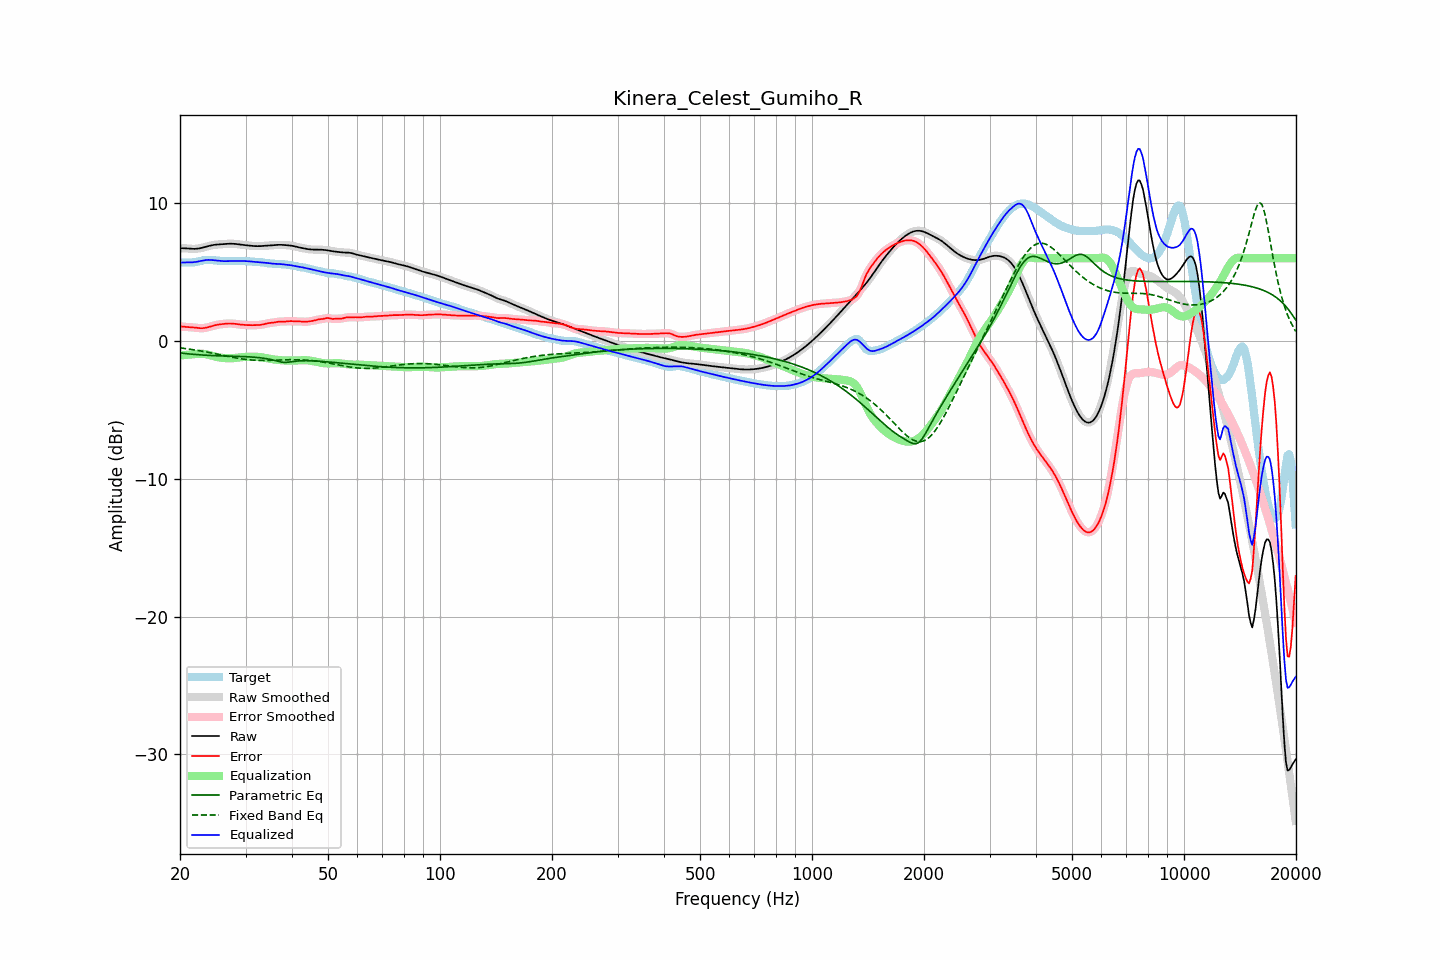 Kinera_Celest_Gumiho_R
Amplitude (dBr)
10
0
−10
−20
−30
Target
Raw Smoothed
Error Smoothed
Raw
Error
Equalization
Parametric Eq
Fixed Band Eq
Equalized
20 50 100 200 500 1000 2000 5000 10000 20000
Frequency (Hz)